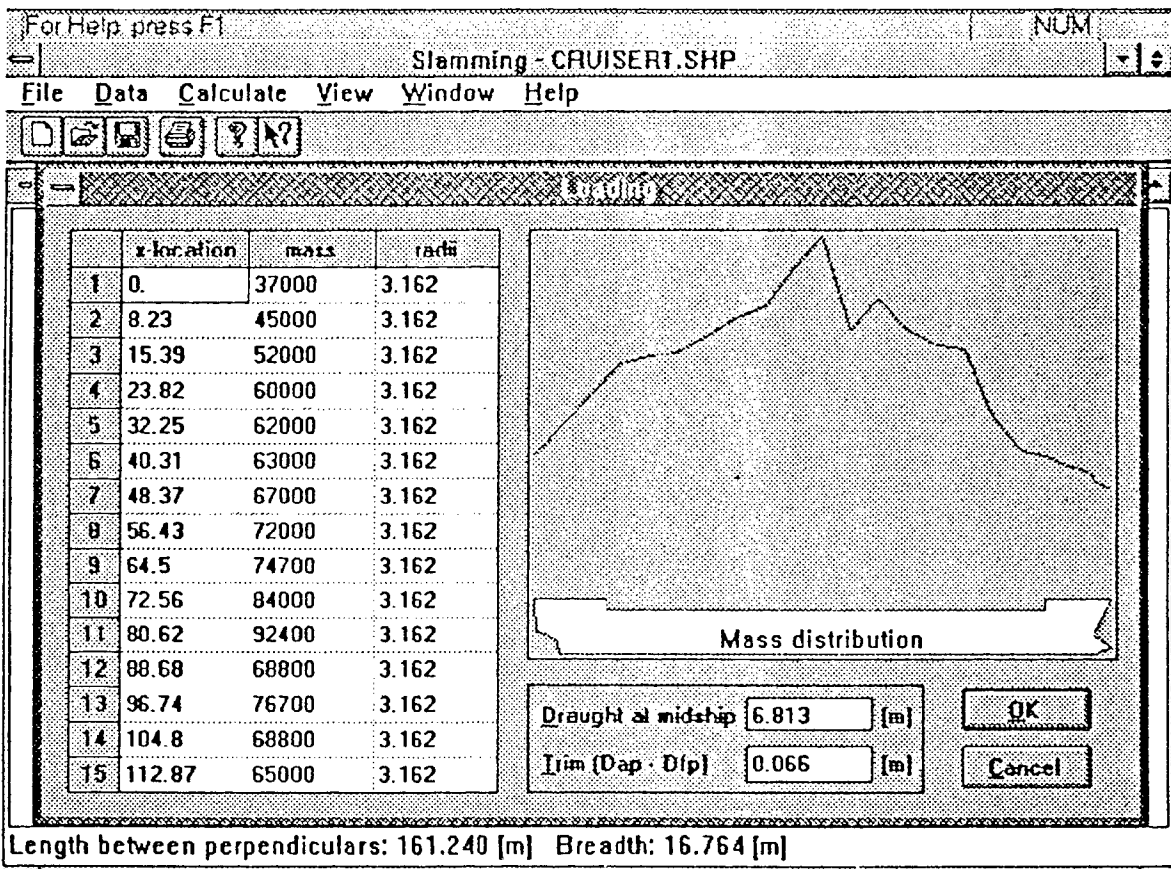 For Help, press F1 NUM
Slamming - CRUISER1.SHP
File Data Calculate View Window Help
Loading
x-location mass radii
1 0. 37000 3.162
2 8.23 45000 3.162
3 15.39 52000 3.162
4 23.82 60000 3.162
5 32.25 62000 3.162
6 40.31 63000 3.162
7 48.37 67000 3.162
8 56.43 72000 3.162
9 64.5 74700 3.162
10 72.56 84000 3.162
11 80.62 92400 3.162
12 88.68 68800 3.162
13 96.74 76700 3.162
14 104.8 68800 3.162
15 112.87 65000 3.162
Mass distribution
Draught at midship 6.813 [m]
Trim (Dap - Dfp) 0.066 [m]
OK
Cancel
Length between perpendiculars: 161.240 [m] Breadth: 16.764 [m]